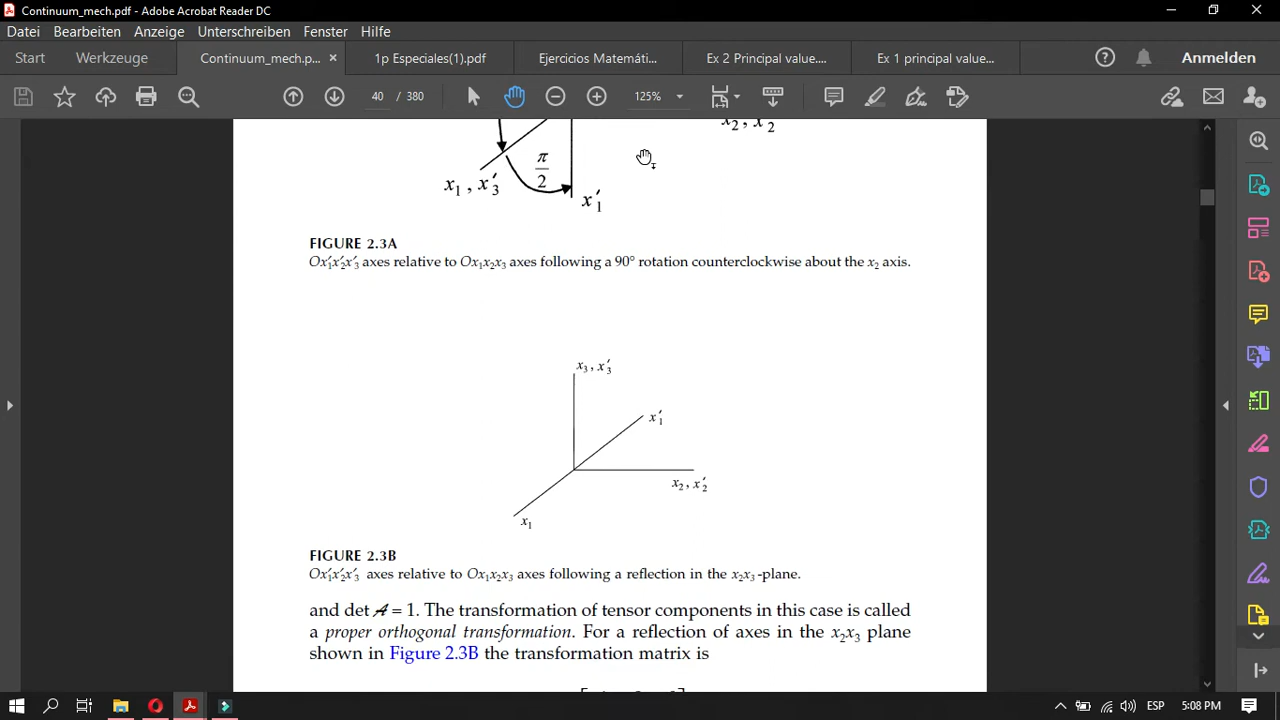 Continuum_mech.pdf - Adobe Acrobat Reader DC
Datei Bearbeiten Anzeige Unterschreiben Fenster Hilfe
Start Werkzeuge Continuum_mech.p... × 1p Especiales(1).pdf Ejercicios Matemáti... Ex 2 Principal value.... Ex 1 principal value... Anmelden
40 / 380 125%
x₂, x′₂
π
2
x₁ , x′₃
x′₁
FIGURE 2.3A
Ox′₁x′₂x′₃ axes relative to Ox₁x₂x₃ axes following a 90° rotation counterclockwise about the x₂ axis.
x₃, x′₃
x′₁
x₂, x′₂
x₁
FIGURE 2.3B
Ox′₁x′₂x′₃ axes relative to Ox₁x₂x₃ axes following a reflection in the x₂x₃-plane.
and det 𝒜 = 1. The transformation of tensor components in this case is called
a proper orthogonal transformation. For a reflection of axes in the x₂x₃ plane
shown in Figure 2.3B the transformation matrix is
ESP 5:08 PM